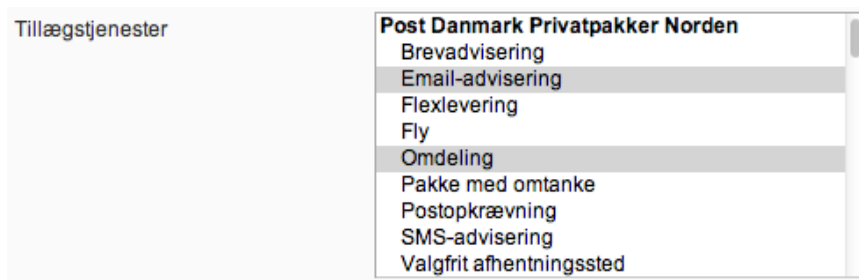 Tillægstjenester
Post Danmark Privatpakker Norden
Brevadvisering
Email-advisering
Flexlevering
Fly
Omdeling
Pakke med omtanke
Postopkrævning
SMS-advisering
Valgfrit afhentningssted